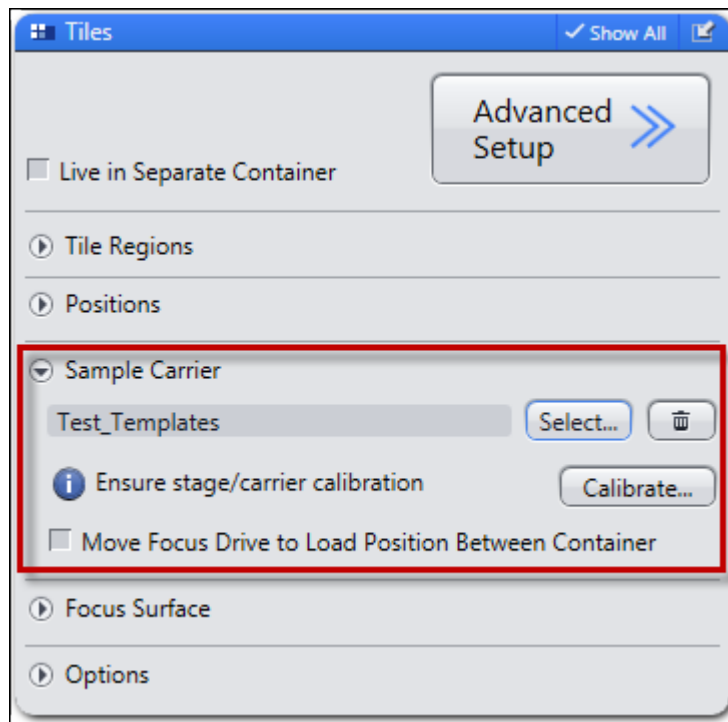 Tiles
Show All
Advanced
Setup
Live in Separate Container
Tile Regions
Positions
Sample Carrier
Test_Templates
Select...
Ensure stage/carrier calibration
Calibrate...
Move Focus Drive to Load Position Between Container
Focus Surface
Options